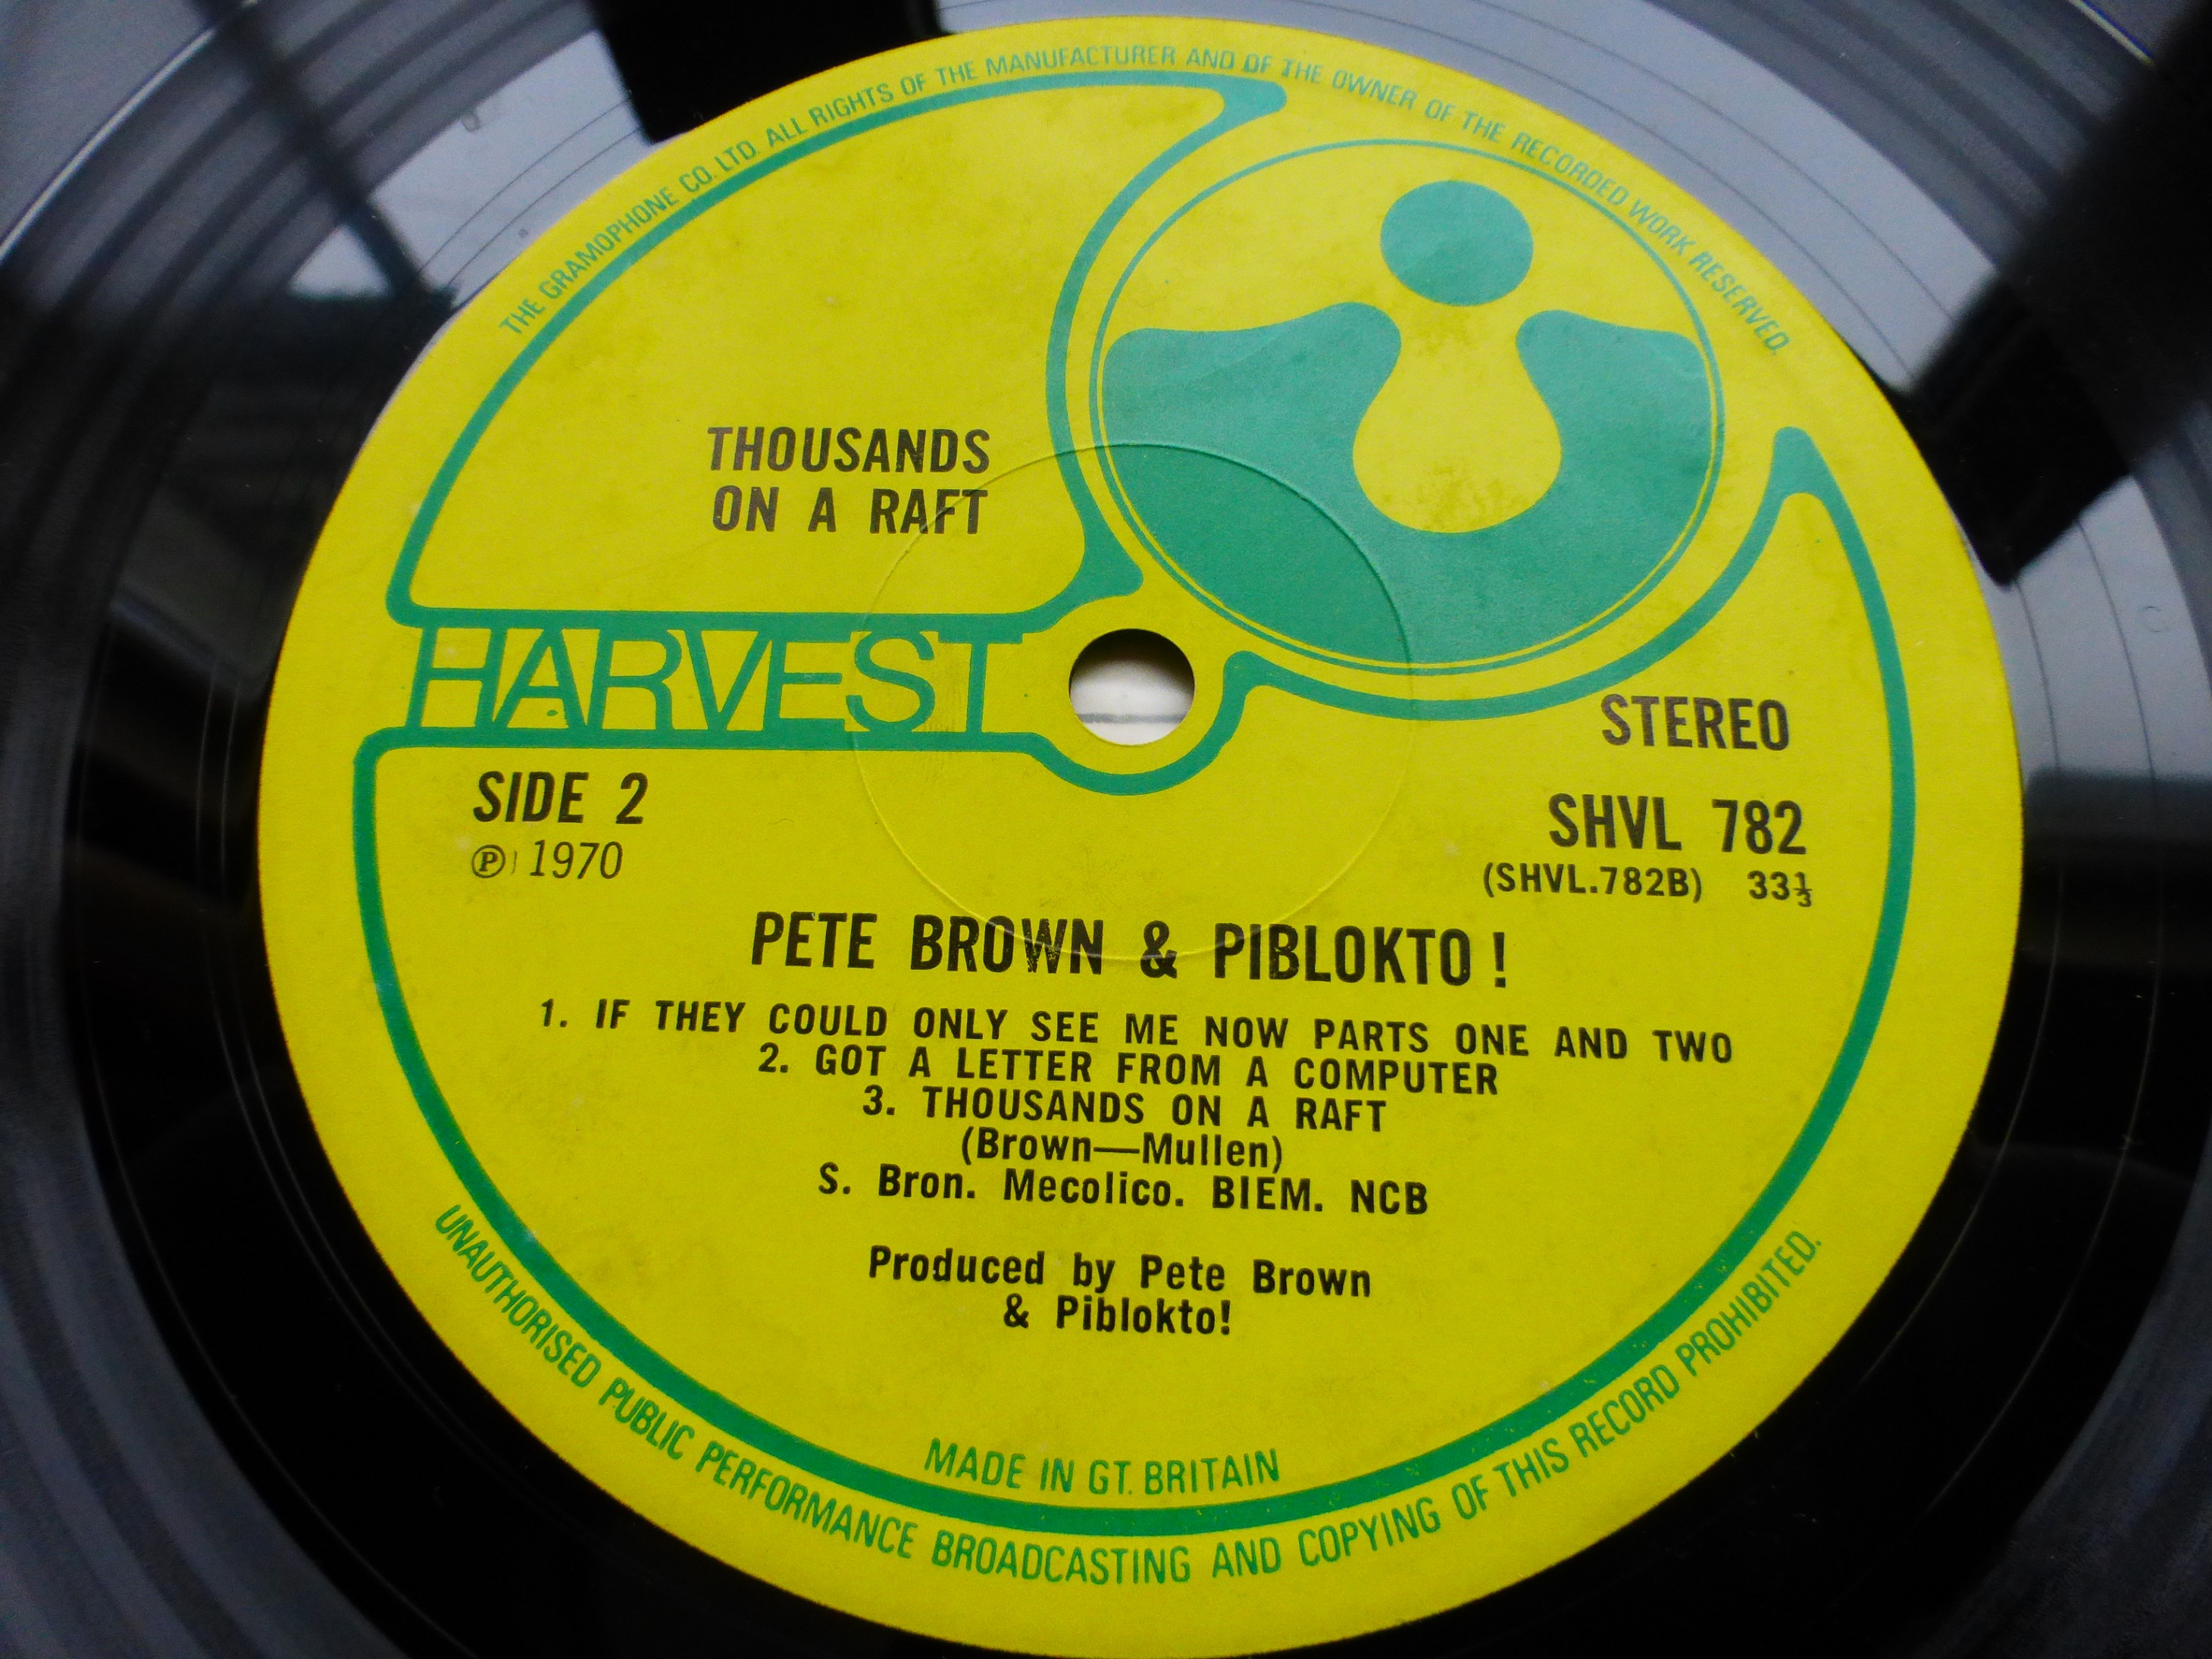 THE GRAMOPHONE CO. LTD. ALL RIGHTS OF THE MANUFACTURER AND OF THE OWNER OF THE RECORDED WORK RESERVED.
THOUSANDS
ON A RAFT
HARVEST
STEREO
SIDE 2
℗ 1970
SHVL 782
(SHVL.782B) 33⅓
PETE BROWN & PIBLOKTO!
1. IF THEY COULD ONLY SEE ME NOW PARTS ONE AND TWO
2. GOT A LETTER FROM A COMPUTER
3. THOUSANDS ON A RAFT
(Brown—Mullen)
S. Bron. Mecolico. BIEM. NCB
Produced by Pete Brown
& Piblokto!
MADE IN GT. BRITAIN
UNAUTHORISED PUBLIC PERFORMANCE BROADCASTING AND COPYING OF THIS RECORD PROHIBITED.